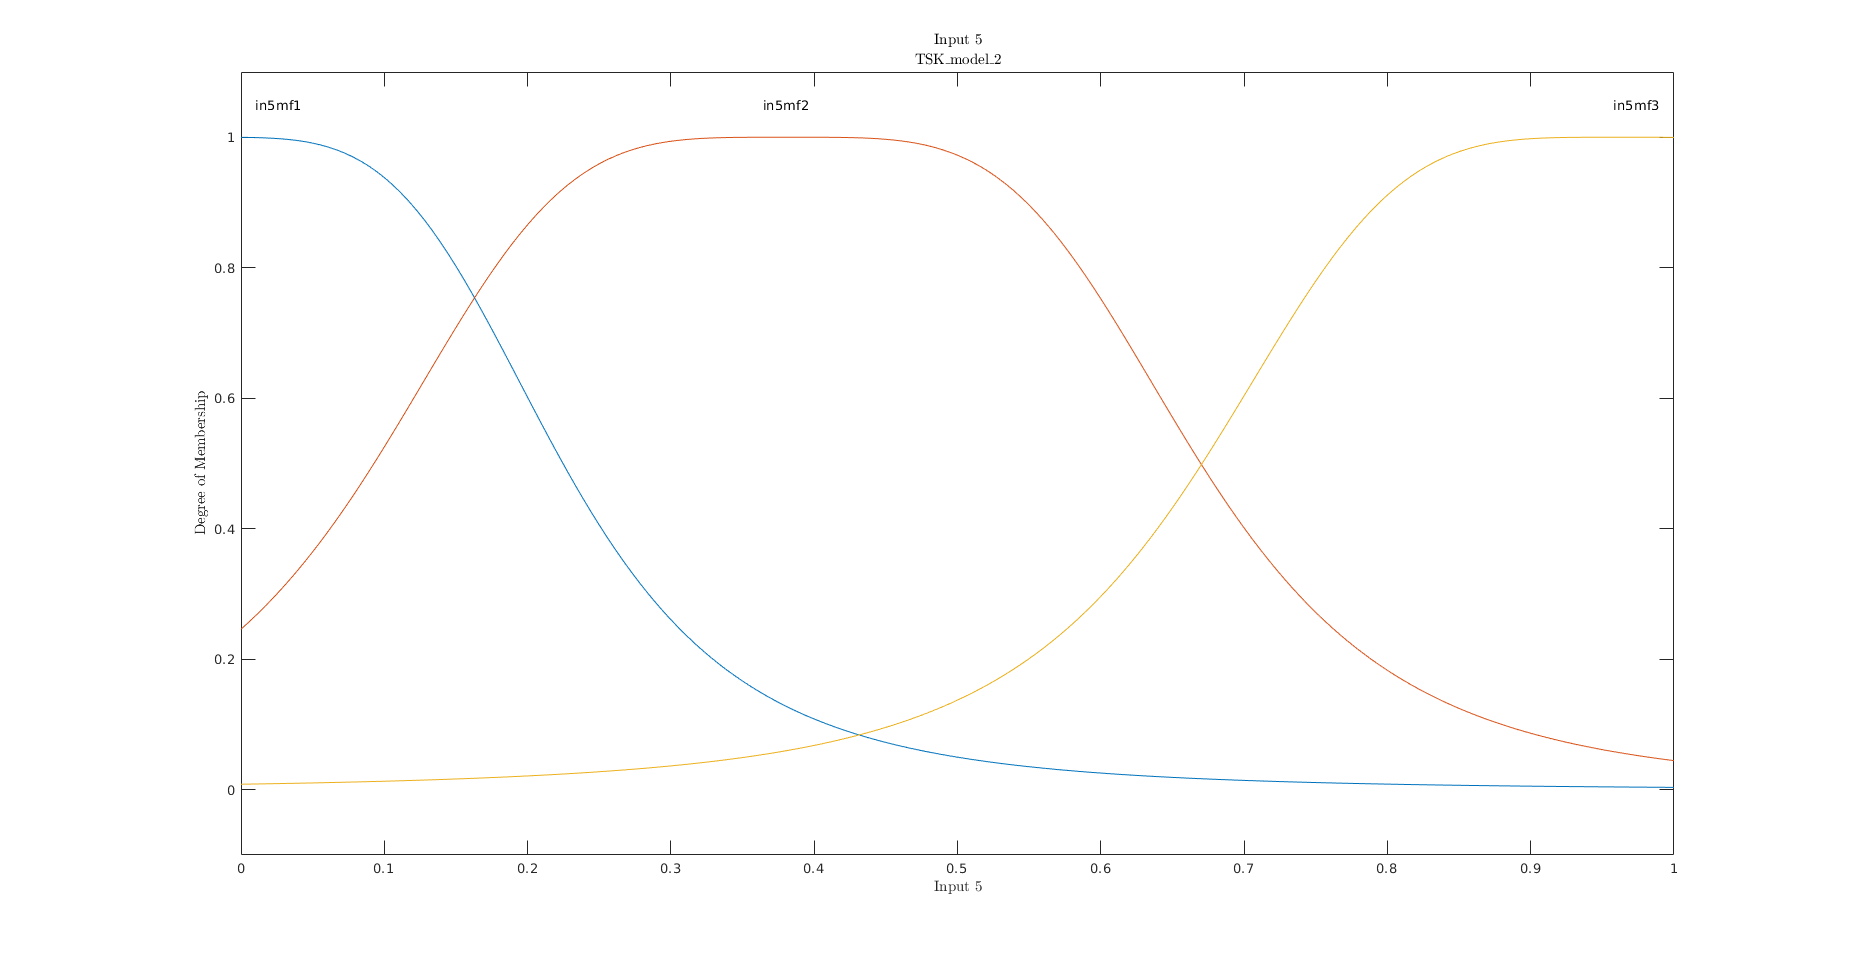 Input 5
TSK_model_2
in5mf1 in5mf2 in5mf3
1
0.8
0.6
0.4
0.2
0
Degree of Membership
0 0.1 0.2 0.3 0.4 0.5 0.6 0.7 0.8 0.9 1
Input 5